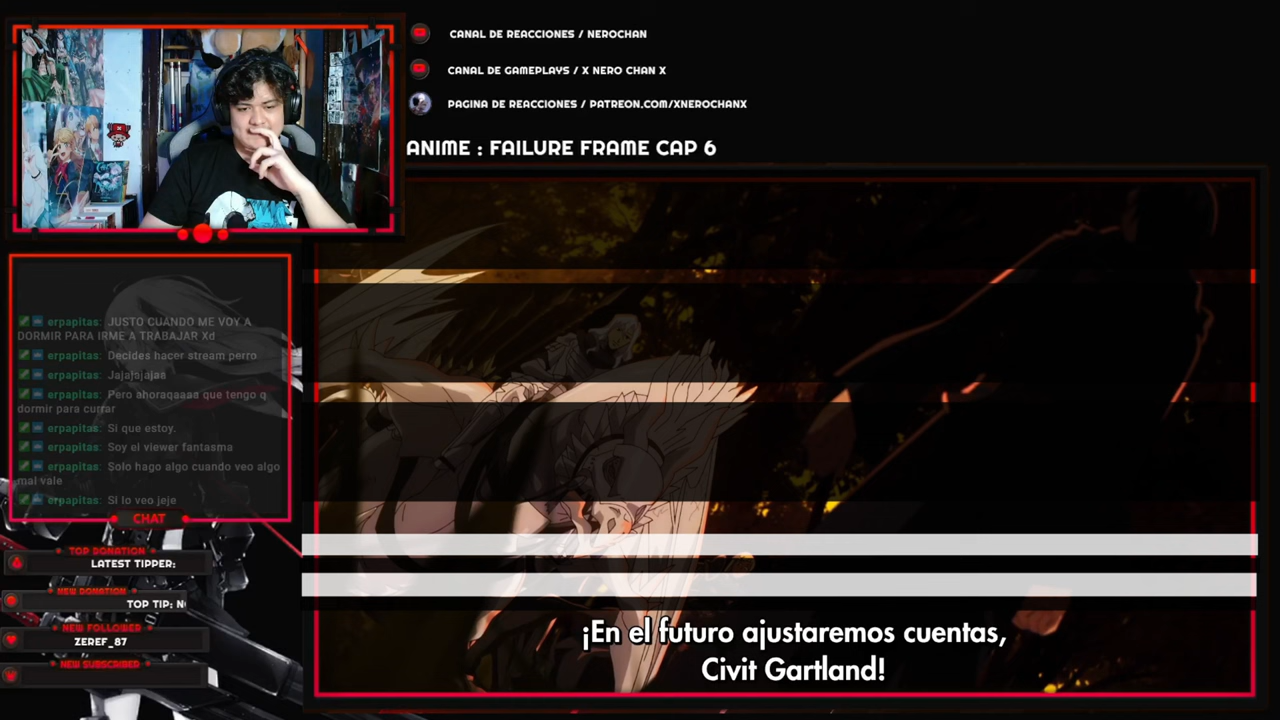 CANAL DE REACCIONES / NEROCHAN
CANAL DE GAMEPLAYS / X NERO CHAN X
PAGINA DE REACCIONES / PATREON.COM/XNEROCHANX
ANIME : FAILURE FRAME CAP 6
erpapitas: JUSTO CUANDO ME VOY A
DORMIR PARA IRME A TRABAJAR Xd
erpapitas: Decides hacer stream perro
erpapitas: Jajajajajaa
erpapitas: Pero ahoraqaaaa que tengo q
dormir para currar
erpapitas: Si que estoy.
erpapitas: Soy el viewer fantasma
erpapitas: Solo hago algo cuando veo algo
mal vale
erpapitas: Si lo veo jeje
CHAT
TOP DONATION
LATEST TIPPER:
NEW DONATION
TOP TIP: N
NEW FOLLOWER
ZEREF_87
NEW SUBSCRIBER
¡En el futuro ajustaremos cuentas,
Civit Gartland!